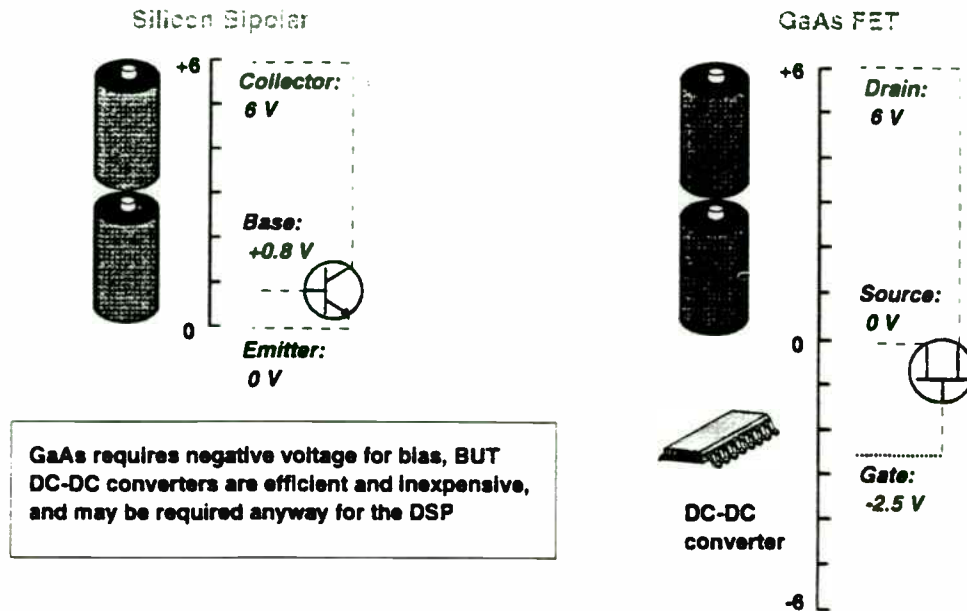 Silicon Bipolar
+6
Collector:
6 V
Base:
+0.8 V
0
Emitter:
0 V
GaAs requires negative voltage for bias, BUT
DC-DC converters are efficient and inexpensive,
and may be required anyway for the DSP
GaAs FET
+6
Drain:
6 V
Source:
0 V
0
Gate:
-2.5 V
DC-DC
converter
-6